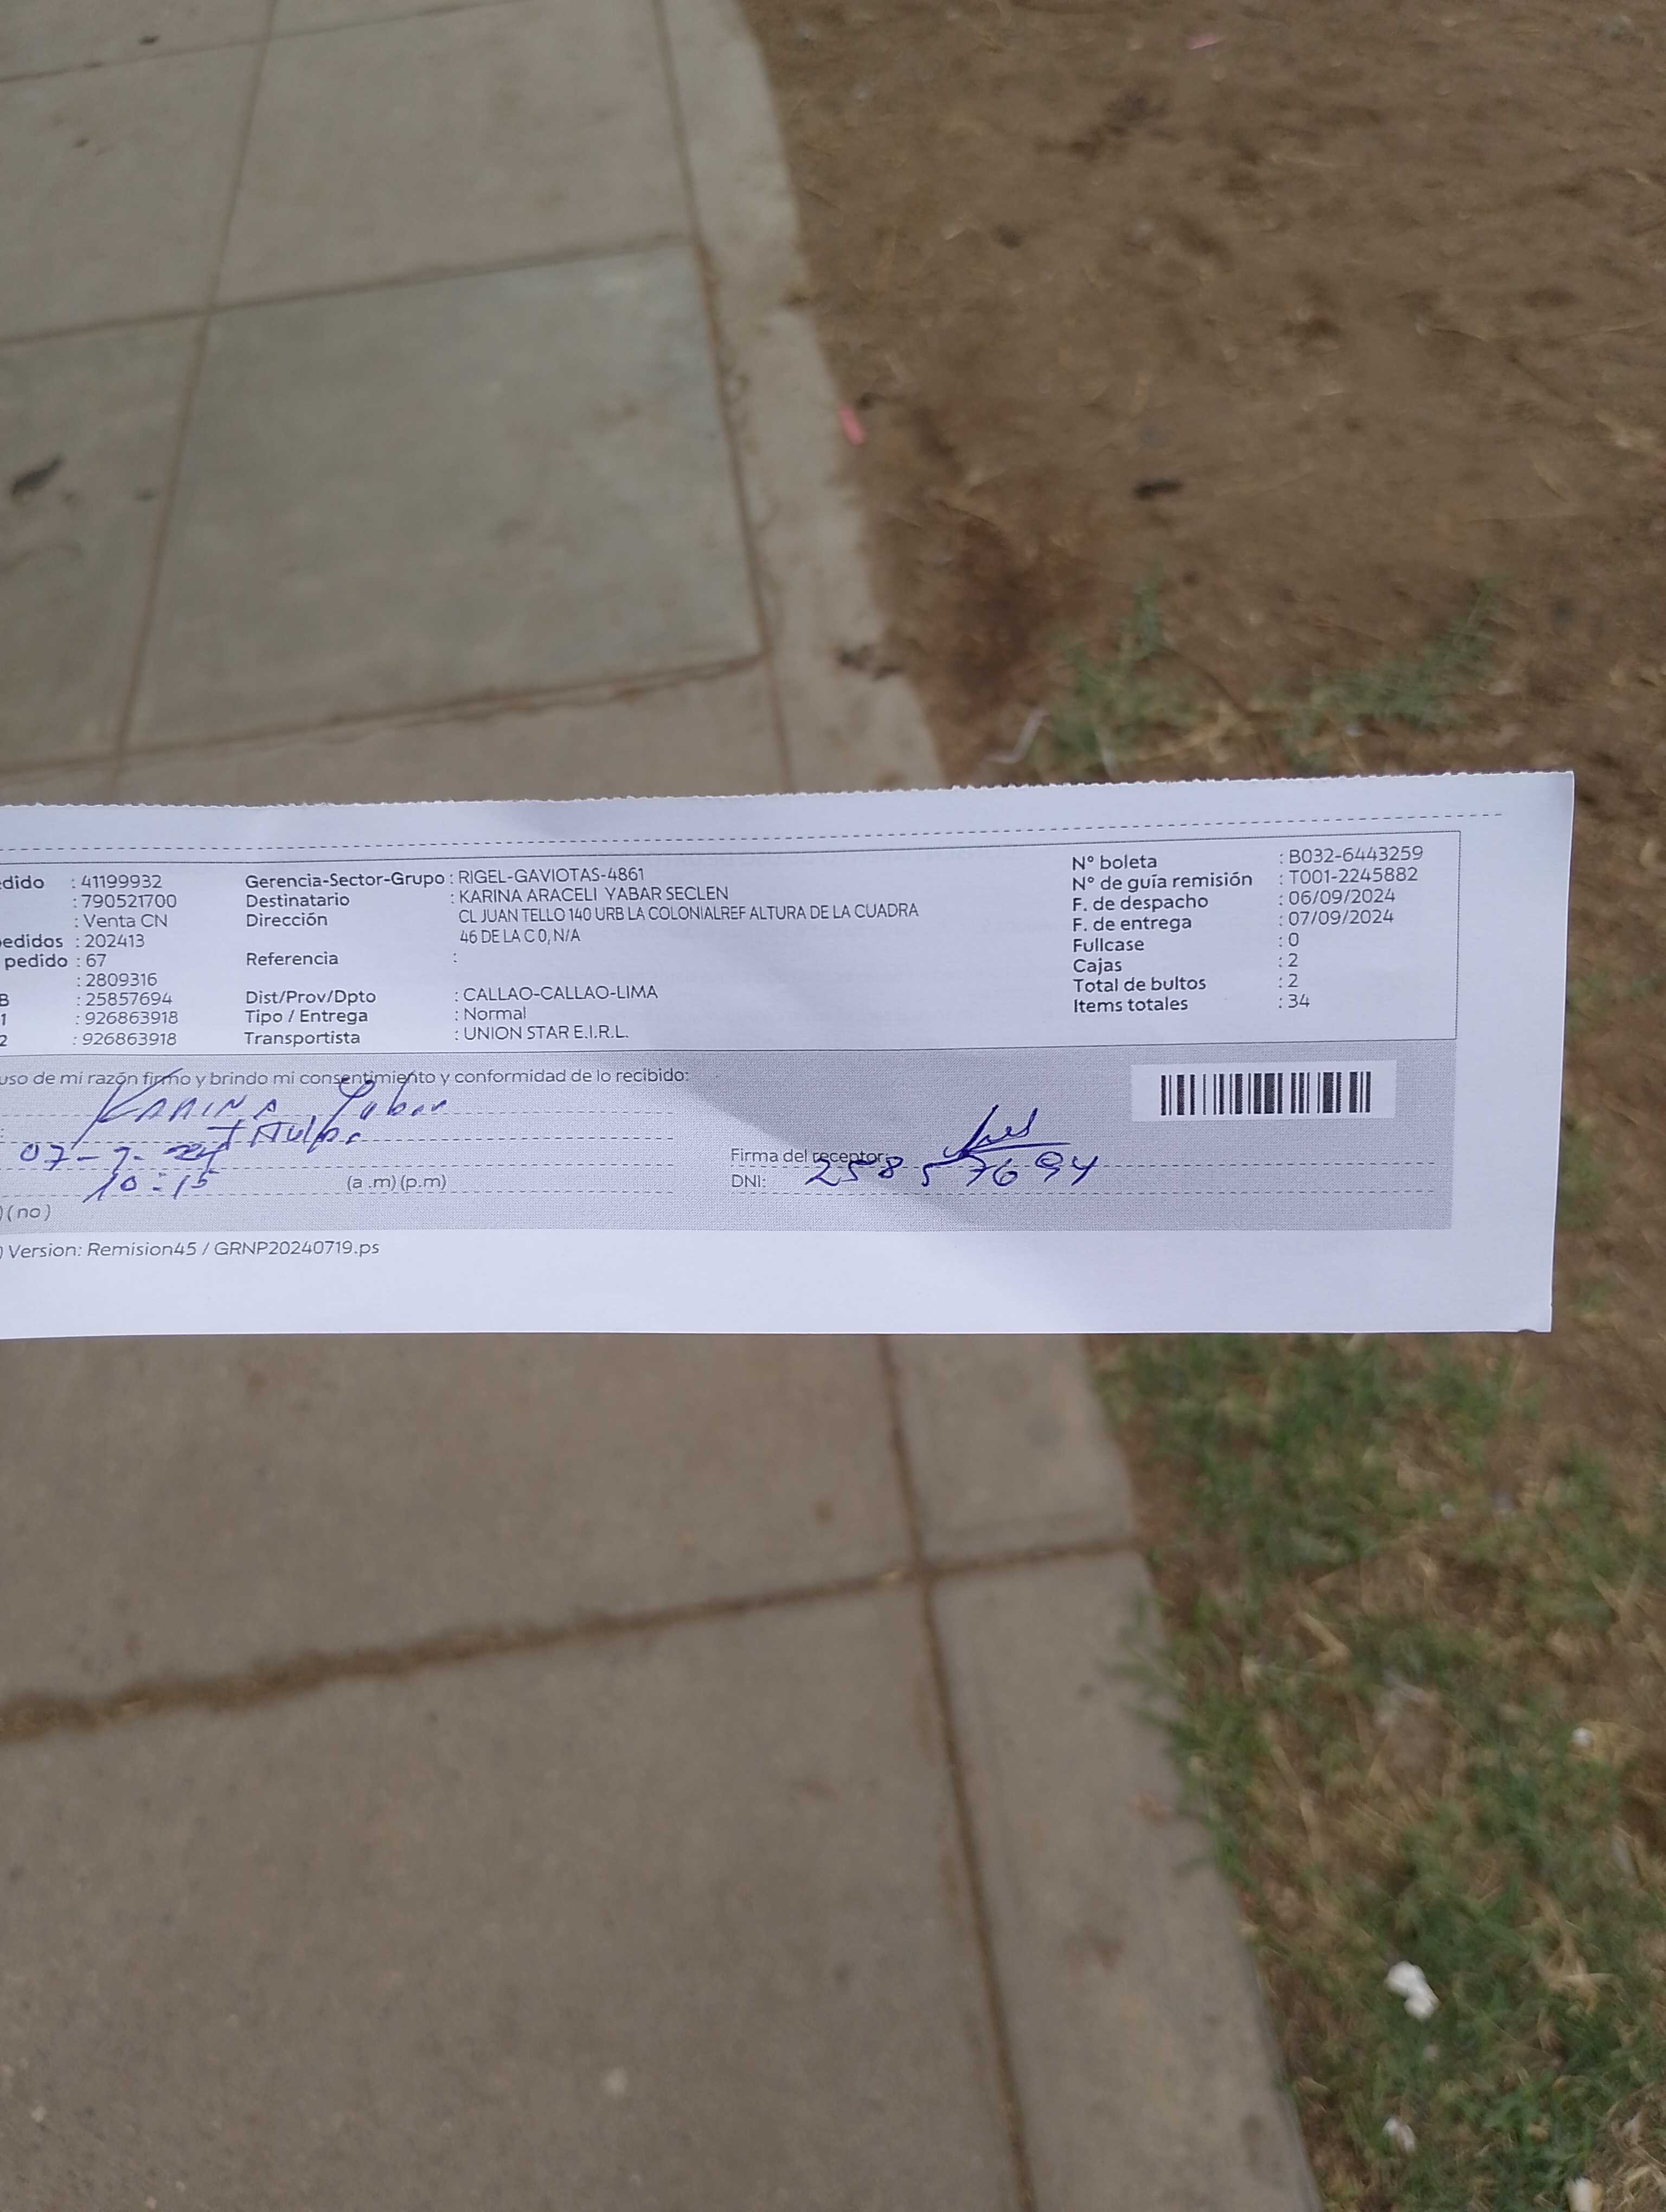 edido : 41199932
: 790521700
: Venta CN
pedidos : 202413
pedido : 67
: 2809316
B : 25857694
1 : 926863918
2 : 926863918
Gerencia-Sector-Grupo : RIGEL-GAVIOTAS-4861
Destinatario : KARINA ARACELI YABAR SECLEN
Dirección CL JUAN TELLO 140 URB LA COLONIALREF ALTURA DE LA CUADRA
46 DE LA C 0, N/A
Referencia :
Dist/Prov/Dpto : CALLAO-CALLAO-LIMA
Tipo / Entrega : Normal
Transportista : UNION STAR E.I.R.L.
Nº boleta : B032-6443259
Nº de guía remisión : T001-2245882
F. de despacho : 06/09/2024
F. de entrega : 07/09/2024
Fullcase : 0
Cajas : 2
Total de bultos : 2
Items totales : 34
uso de mi razón firmo y brindo mi consentimiento y conformidad de lo recibido:
: KARINA Yabar
07-9-24
10:15 (a .m) (p.m)
) ( no )
Firma del receptor:
DNI: 25857694
) Version: Remision45 / GRNP20240719.ps